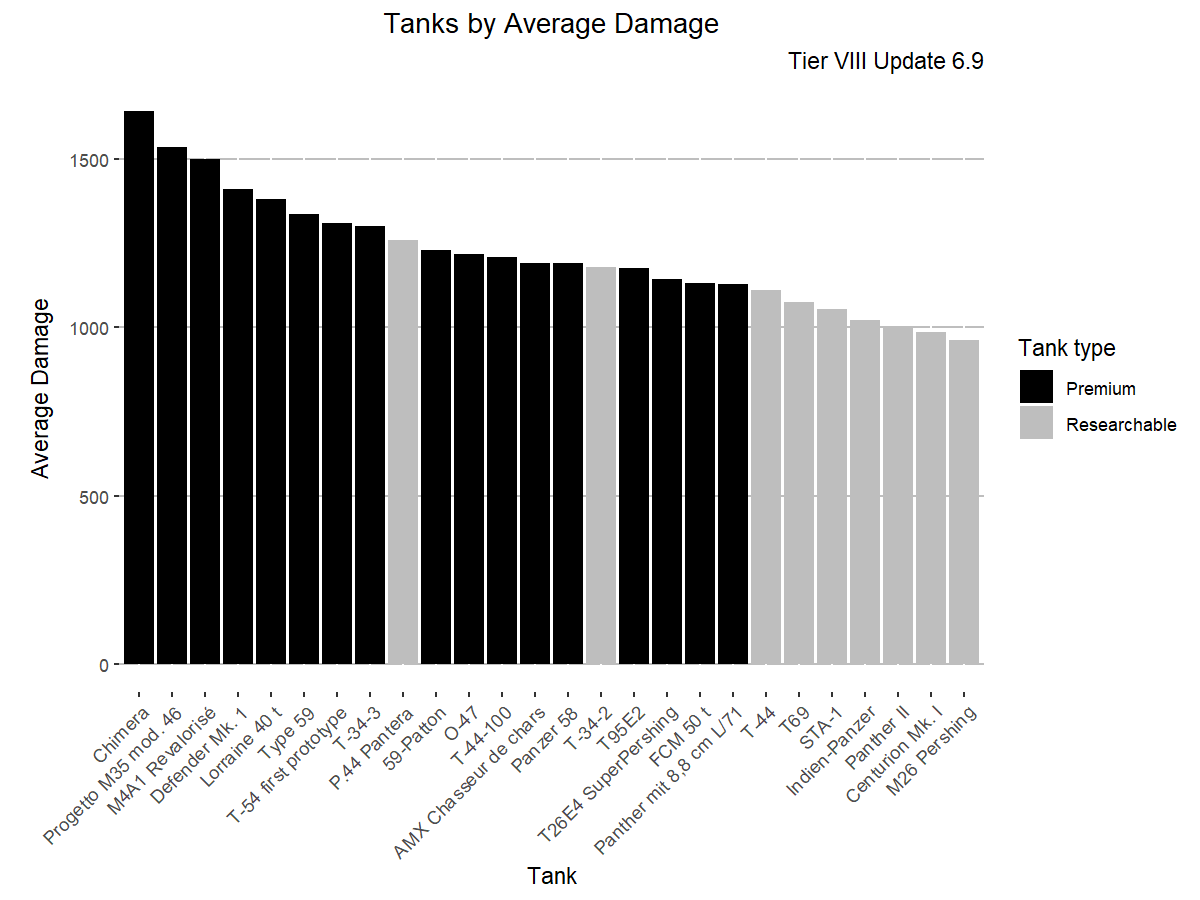 Tanks by Average Damage
Tier VIII Update 6.9
Average Damage
1500
1000
500
0
Chimera
Progetto M35 mod. 46
M4A1 Revalorisé
Defender Mk. 1
Lorraine 40 t
Type 59
T-54 first prototype
T-34-3
P.44 Pantera
59-Patton
O-47
T-44-100
AMX Chasseur de chars
Panzer 58
T-34-2
T95E2
T26E4 SuperPershing
FCM 50 t
Panther mit 8,8 cm L/71
T-44
T69
STA-1
Indien-Panzer
Panther II
Centurion Mk. I
M26 Pershing
Tank
Tank type
Premium
Researchable